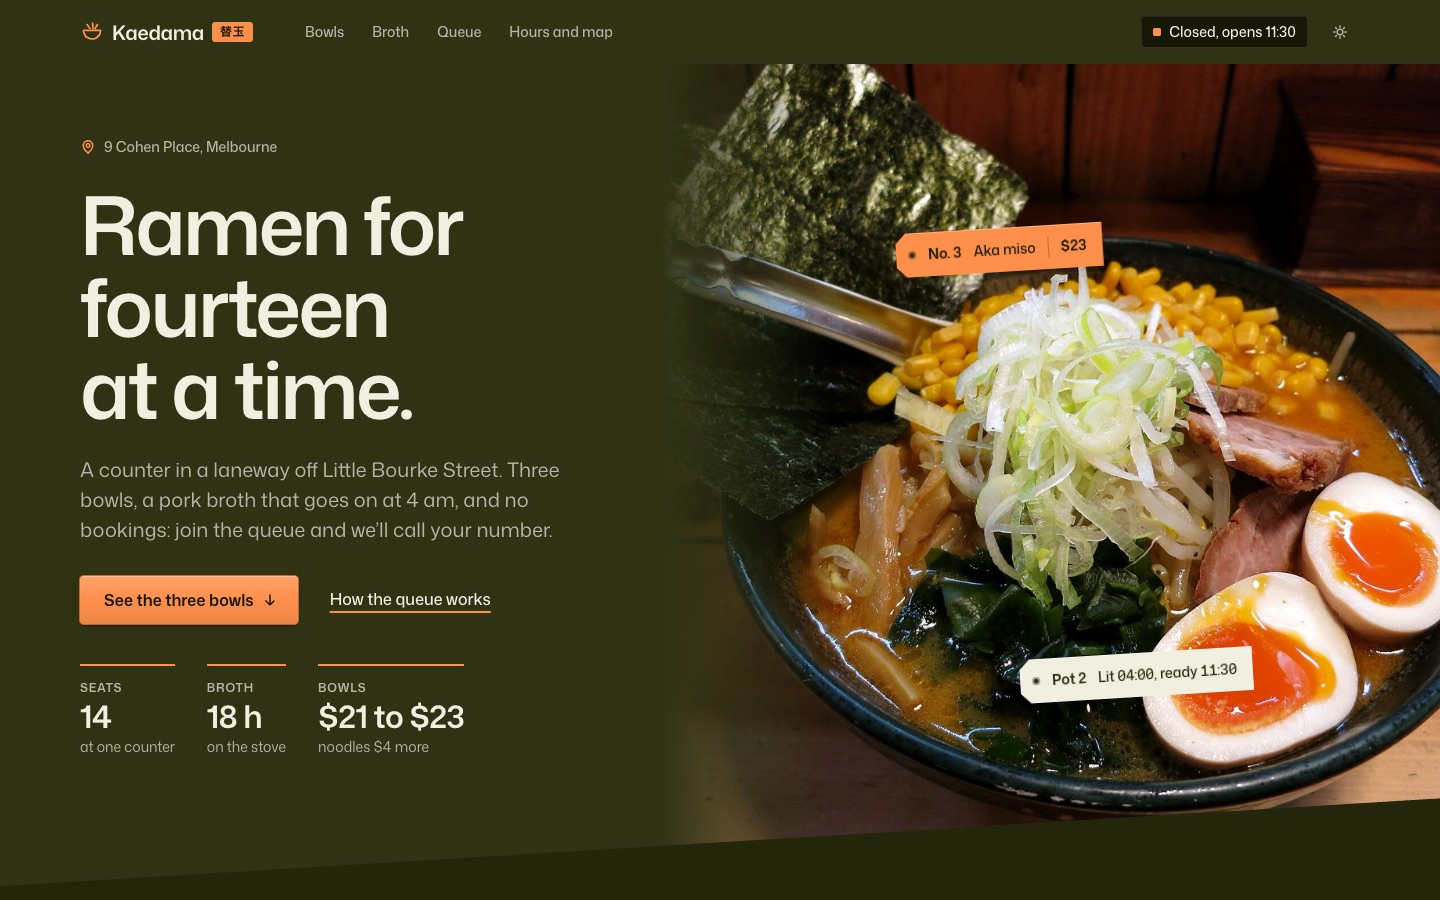 Kaedama 替玉
Bowls
Broth
Queue
Hours and map
Closed, opens 11:30
9 Cohen Place, Melbourne
Ramen for
fourteen
at a time.
A counter in a laneway off Little Bourke Street. Three
bowls, a pork broth that goes on at 4 am, and no
bookings: join the queue and we’ll call your number.
See the three bowls ↓
How the queue works
SEATS
14
at one counter
BROTH
18 h
on the stove
BOWLS
$21 to $23
noodles $4 more
No. 3 Aka miso $23
Pot 2 Lit 04:00, ready 11:30